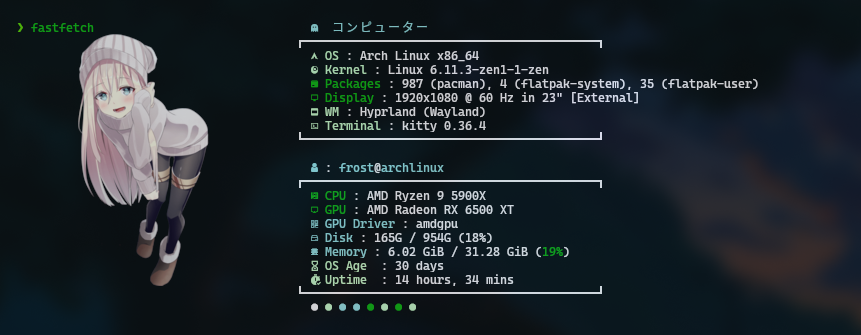 ❯ fastfetch
コンピューター
OS : Arch Linux x86_64
Kernel : Linux 6.11.3-zen1-1-zen
Packages : 987 (pacman), 4 (flatpak-system), 35 (flatpak-user)
Display : 1920x1080 @ 60 Hz in 23" [External]
WM : Hyprland (Wayland)
Terminal : kitty 0.36.4
: frost@archlinux
CPU : AMD Ryzen 9 5900X
GPU : AMD Radeon RX 6500 XT
GPU Driver : amdgpu
Disk : 165G / 954G (18%)
Memory : 6.02 GiB / 31.28 GiB (19%)
OS Age  : 30 days
Uptime  : 14 hours, 34 mins